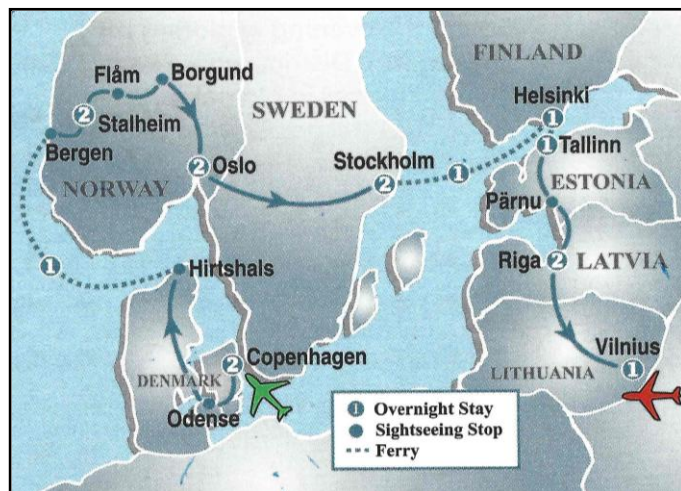 FINLAND
Flåm
Borgund
Helsinki
1
SWEDEN
2
Stalheim
1
Tallinn
Bergen
2
Oslo
Stockholm
2
1
ESTONIA
NORWAY
Pärnu
1
Hirtshals
Riga
2
LATVIA
Vilnius
2
Copenhagen
DENMARK
LITHUANIA
1
Odense
1 Overnight Stay
Sightseeing Stop
Ferry